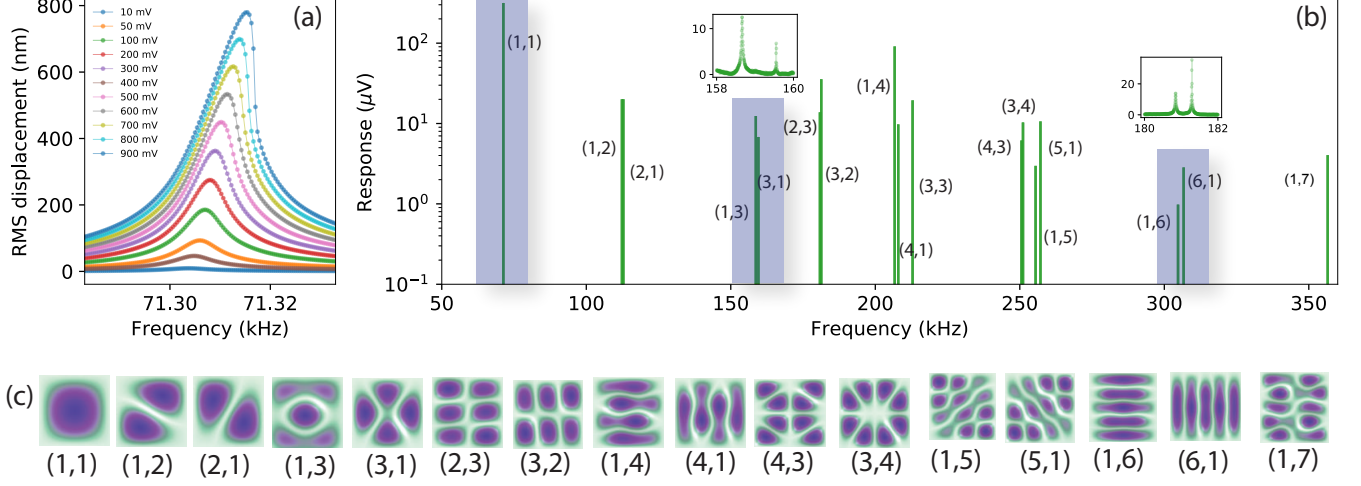 (a)
RMS displacement (nm)
800
600
400
200
0
10 mV
50 mV
100 mV
200 mV
300 mV
400 mV
500 mV
600 mV
700 mV
800 mV
900 mV
71.30
71.32
Frequency (kHz)
(b)
Response (μV)
10²
10¹
10⁰
10⁻¹
(1,1)
(1,2)
(2,1)
10
5
0
158
160
(1,3)
(3,1)
(2,3)
(3,2)
(1,4)
(4,1)
(3,3)
(3,4)
(4,3)
(5,1)
(1,5)
20
0
180
182
(1,6)
(6,1)
(1,7)
50
100
150
200
250
300
350
Frequency (kHz)
(c)
(1,1) (1,2) (2,1) (1,3) (3,1) (2,3) (3,2) (1,4) (4,1) (4,3) (3,4) (1,5) (5,1) (1,6) (6,1) (1,7)